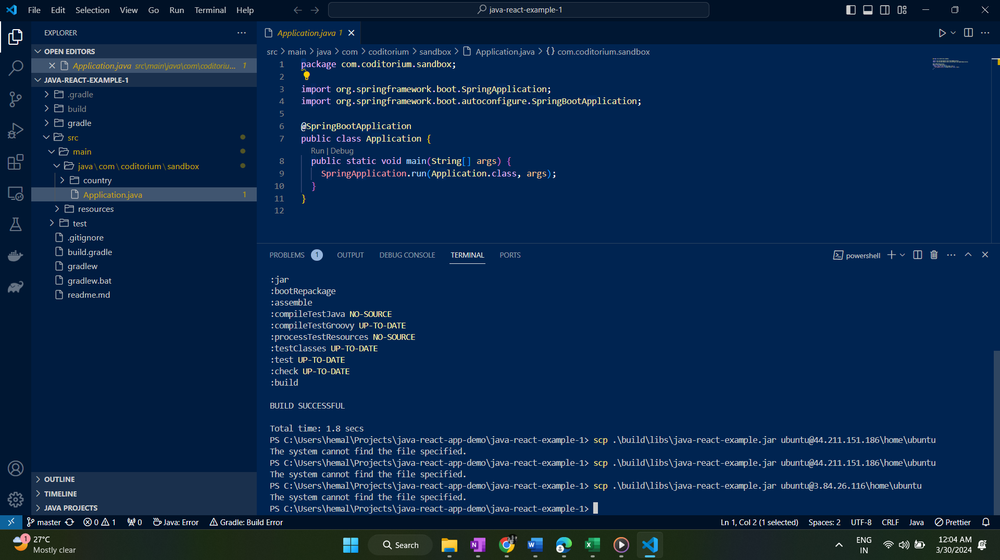 File Edit Selection View Go Run Terminal Help
java-react-example-1
EXPLORER
OPEN EDITORS
Application.java src\main\java\com\coditoriu... 1
JAVA-REACT-EXAMPLE-1
.gradle
build
gradle
src
main
java\com\coditorium\sandbox
country
Application.java 1
resources
test
.gitignore
build.gradle
gradlew
gradlew.bat
readme.md
OUTLINE
TIMELINE
JAVA PROJECTS
Application.java 1
src > main > java > com > coditorium > sandbox > Application.java > {} com.coditorium.sandbox
1 package com.coditorium.sandbox;
2
3 import org.springframework.boot.SpringApplication;
4 import org.springframework.boot.autoconfigure.SpringBootApplication;
5
6 @SpringBootApplication
7 public class Application {
Run | Debug
8 public static void main(String[] args) {
9 SpringApplication.run(Application.class, args);
10 }
11 }
12
PROBLEMS 1 OUTPUT DEBUG CONSOLE TERMINAL PORTS
powershell
:jar
:bootRepackage
:assemble
:compileTestJava NO-SOURCE
:compileTestGroovy UP-TO-DATE
:processTestResources NO-SOURCE
:testClasses UP-TO-DATE
:test UP-TO-DATE
:check UP-TO-DATE
:build
BUILD SUCCESSFUL
Total time: 1.8 secs
PS C:\Users\hemal\Projects\java-react-app-demo\java-react-example-1> scp .\build\libs\java-react-example.jar ubuntu@44.211.151.186\home\ubuntu
The system cannot find the file specified.
PS C:\Users\hemal\Projects\java-react-app-demo\java-react-example-1> scp .\build\libs\java-react-example.jar ubuntu@44.211.151.186\home\ubuntu
The system cannot find the file specified.
PS C:\Users\hemal\Projects\java-react-app-demo\java-react-example-1> scp .\build\libs\java-react-example.jar ubuntu@3.84.26.116\home\ubuntu
The system cannot find the file specified.
PS C:\Users\hemal\Projects\java-react-app-demo\java-react-example-1>
master 0 1 0 Java: Error Gradle: Build Error Ln 1, Col 2 (1 selected) Spaces: 2 UTF-8 CRLF Java Prettier
1
27°C
Mostly clear
Search
ENG
IN
12:04 AM
3/30/2024